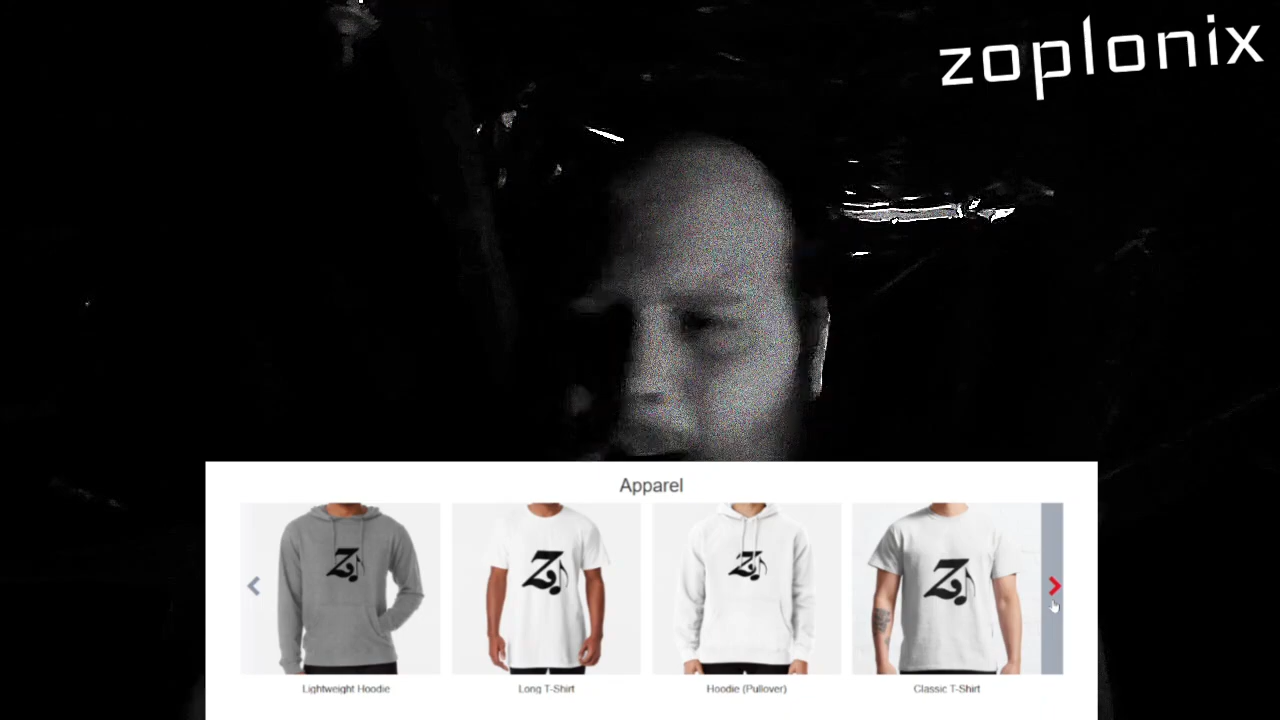 zoplonix
Apparel
Lightweight Hoodie
Long T-Shirt
Hoodie (Pullover)
Classic T-Shirt